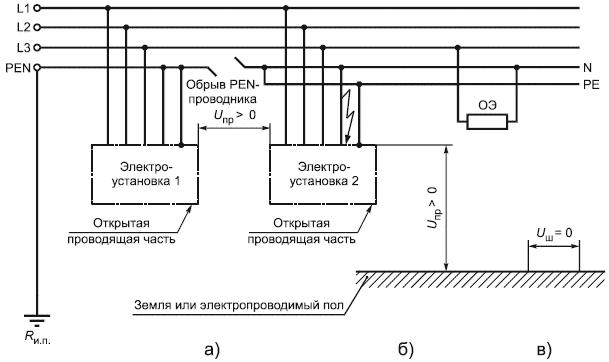 L1
L2
L3
PEN
N
PE
Обрыв PEN-
проводника
Uпр > 0
ОЭ
Электро-
установка 1
Электро-
установка 2
Uпр > 0
Открытая
проводящая часть
Открытая
проводящая часть
Uш = 0
Земля или электропроводимый пол
Rи.п.
а)
б)
в)